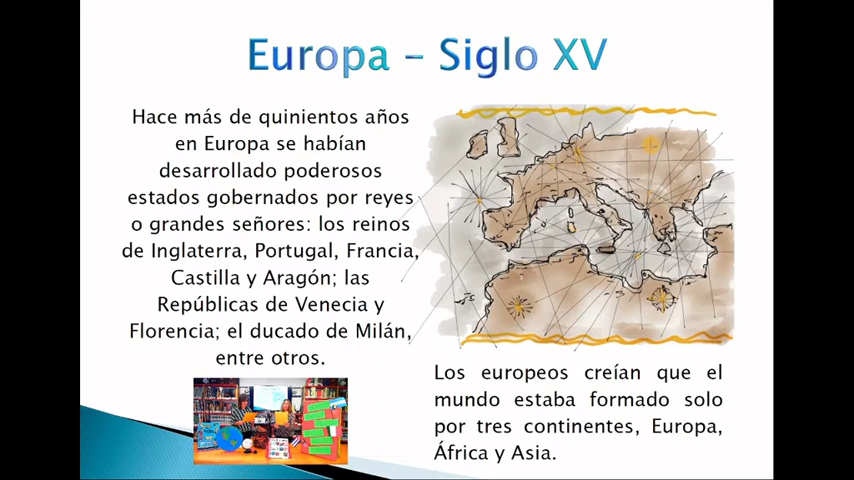 Europa – Siglo XV
Hace más de quinientos años
en Europa se habían
desarrollado poderosos
estados gobernados por reyes
o grandes señores: los reinos
de Inglaterra, Portugal, Francia,
Castilla y Aragón; las
Repúblicas de Venecia y
Florencia; el ducado de Milán,
entre otros.
Los europeos creían que el
mundo estaba formado solo
por tres continentes, Europa,
África y Asia.